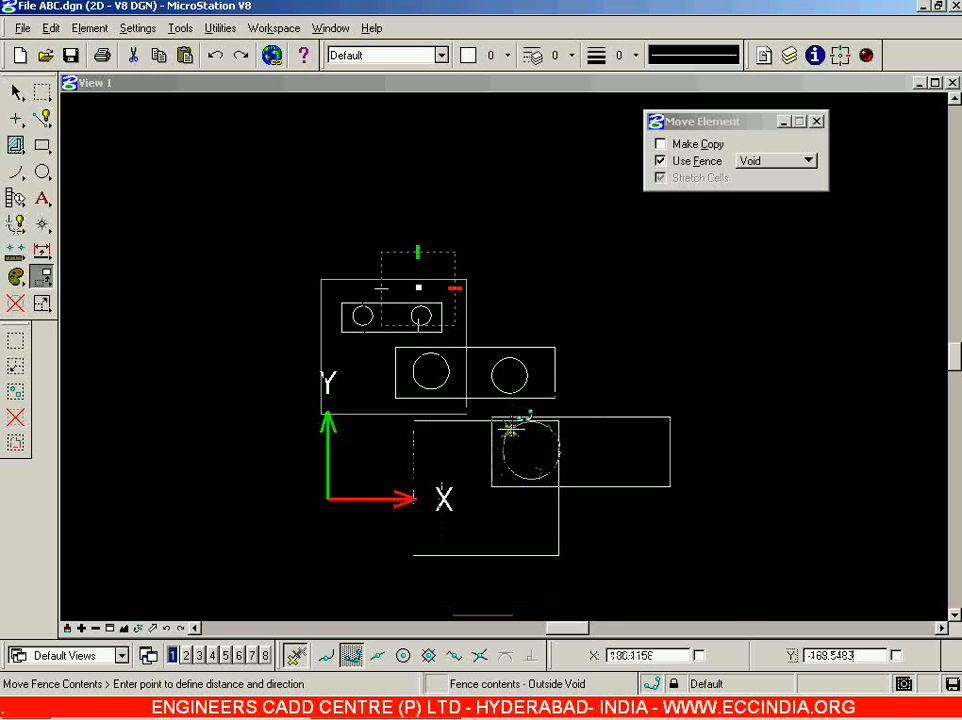 File ABC.dgn (2D - V8 DGN) - MicroStation V8
File Edit Element Settings Tools Utilities Workspace Window Help
Default 0 0 0
View 1
Move Element
Make Copy
Use Fence Void
Stretch Cells
Y
X
Default Views 1 2 3 4 5 6 7 8 X: Y:
Move Fence Contents > Enter point to define distance and direction Fence contents - Outside Void Default
ENGINEERS CADD CENTRE (P) LTD - HYDERABAD- INDIA - WWW.ECCINDIA.ORG